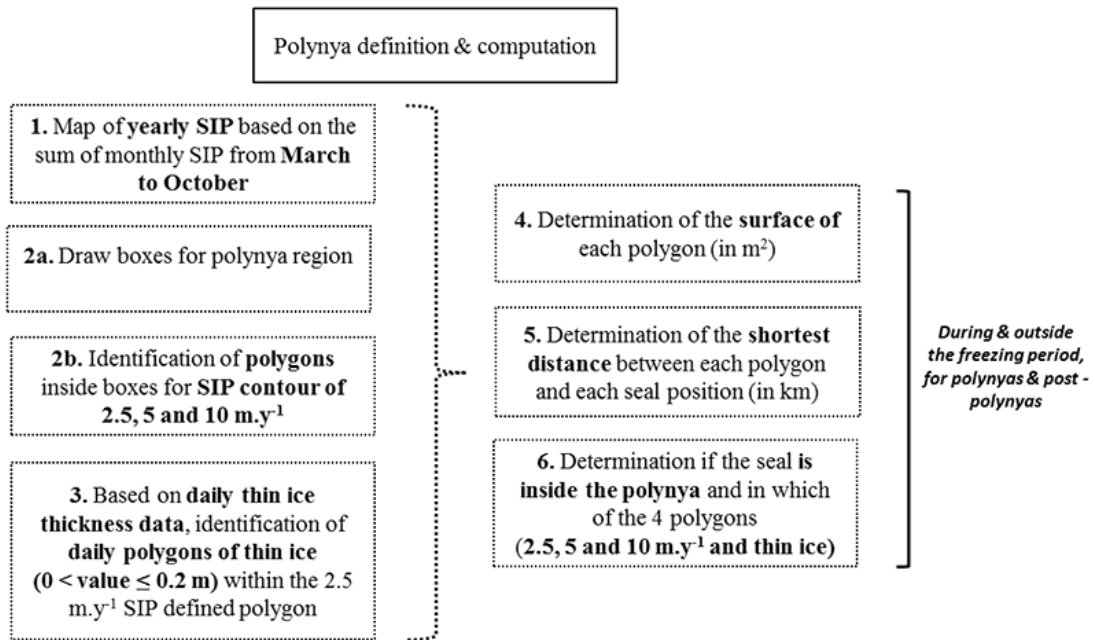 Polynya definition & computation
1. Map of yearly SIP based on the
sum of monthly SIP from March
to October
2a. Draw boxes for polynya region
2b. Identification of polygons
inside boxes for SIP contour of
2.5, 5 and 10 m.y⁻¹
3. Based on daily thin ice
thickness data, identification of
daily polygons of thin ice
(0 < value ≤ 0.2 m) within the 2.5
m.y⁻¹ SIP defined polygon
4. Determination of the surface of
each polygon (in m²)
5. Determination of the shortest
distance between each polygon
and each seal position (in km)
6. Determination if the seal is
inside the polynya and in which
of the 4 polygons
(2.5, 5 and 10 m.y⁻¹ and thin ice)
During & outside
the freezing period,
for polynyas & post -
polynyas